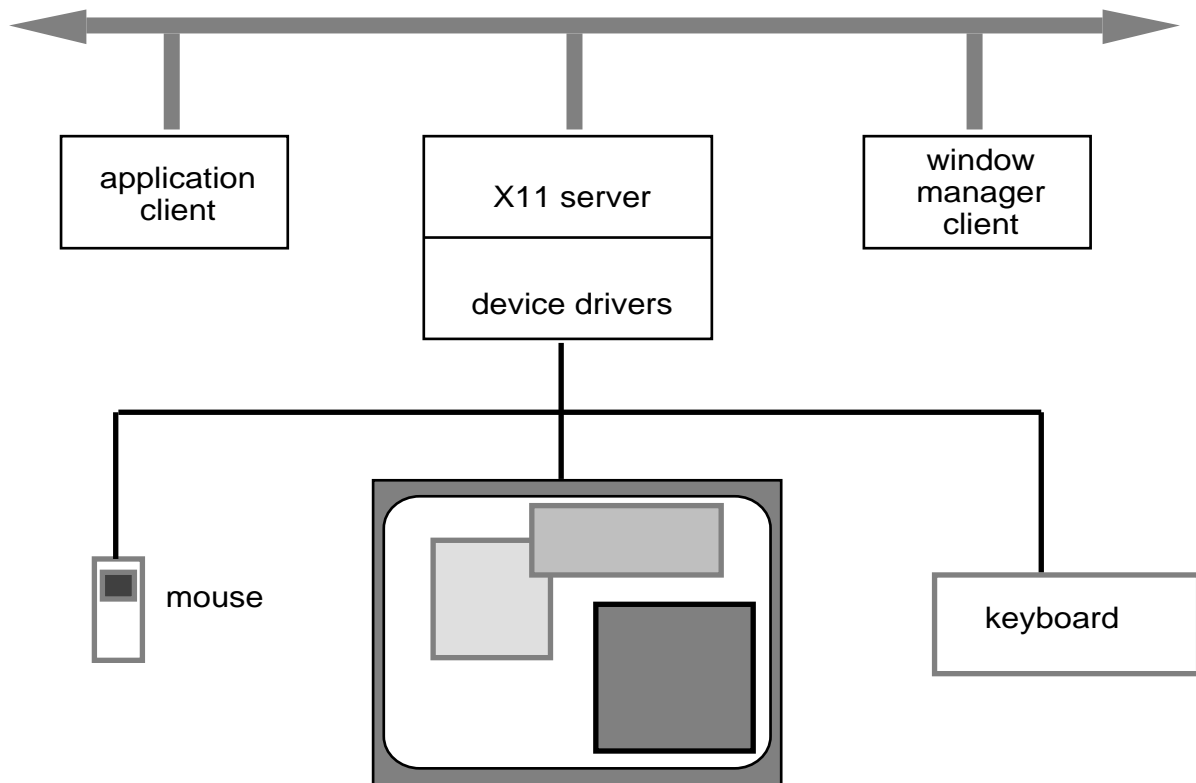 application
client
X11 server
window
manager
client
device drivers
mouse
keyboard